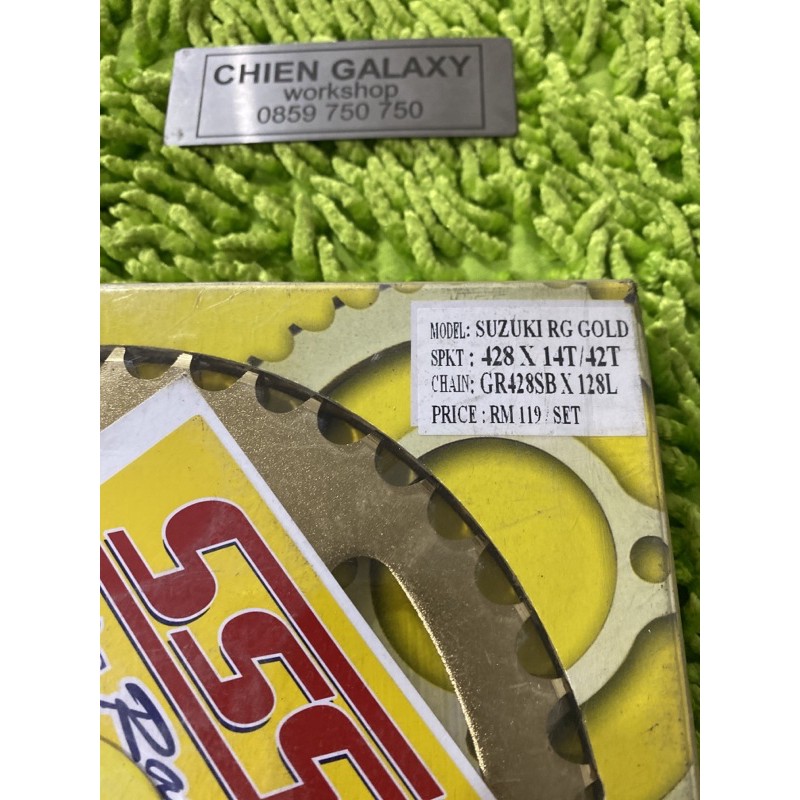 CHIEN GALAXY
workshop
0859 750 750
MODEL: SUZUKI RG GOLD
SPKT : 428 X 14T/42T
CHAIN: GR428SB X 128L
PRICE : RM 119 / SET
SSS
Ra